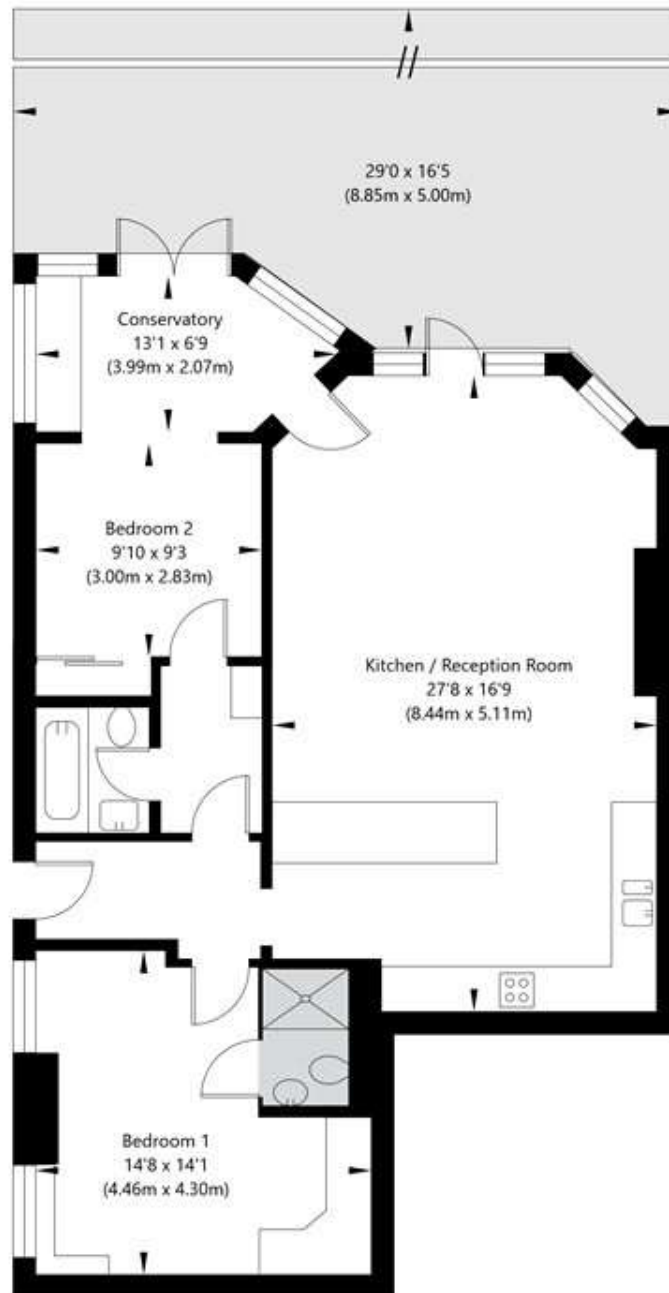 29'0 x 16'5
(8.85m x 5.00m)
Conservatory
13'1 x 6'9
(3.99m x 2.07m)
Bedroom 2
9'10 x 9'3
(3.00m x 2.83m)
Kitchen / Reception Room
27'8 x 16'9
(8.44m x 5.11m)
Bedroom 1
14'8 x 14'1
(4.46m x 4.30m)